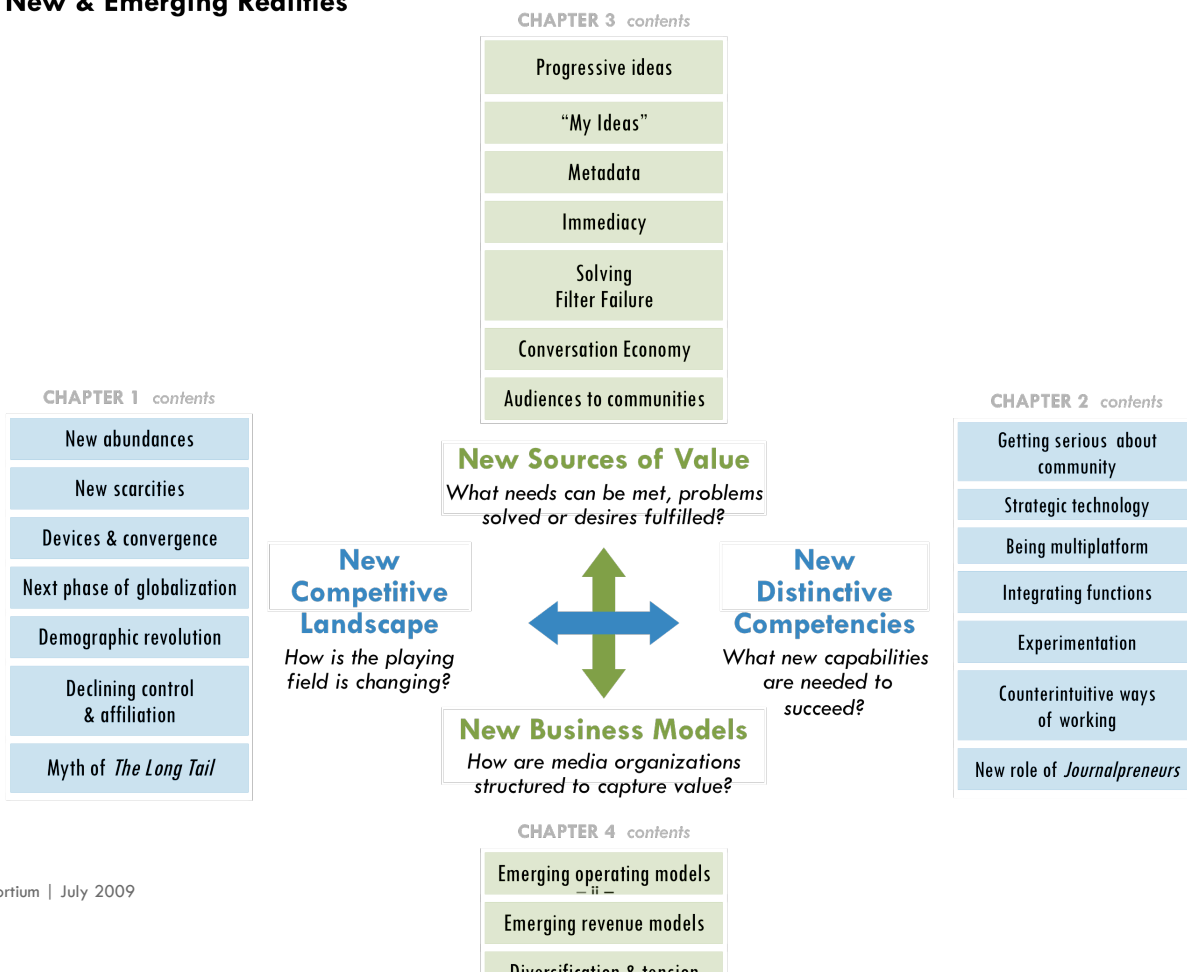 New & Emerging Realities
CHAPTER 3 contents
Progressive ideas
“My Ideas”
Metadata
Immediacy
Solving
Filter Failure
Conversation Economy
Audiences to communities
CHAPTER 1 contents
New abundances
New scarcities
Devices & convergence
Next phase of globalization
Demographic revolution
Declining control
& affiliation
Myth of The Long Tail
New Sources of Value
What needs can be met, problems
solved or desires fulfilled?
New
Competitive
Landscape
How is the playing
field is changing?
New
Distinctive
Competencies
What new capabilities
are needed to
succeed?
New Business Models
How are media organizations
structured to capture value?
CHAPTER 2 contents
Getting serious about
community
Strategic technology
Being multiplatform
Integrating functions
Experimentation
Counterintuitive ways
of working
New role of Journalpreneurs
CHAPTER 4 contents
Emerging operating models
– ii –
Emerging revenue models
Diversification & tension
ortium | July 2009